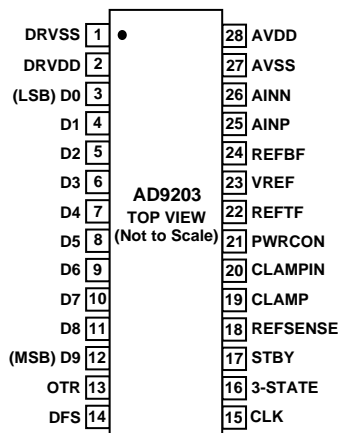 DRVSS 1 28 AVDD
DRVDD 2 27 AVSS
(LSB) D0 3 26 AINN
D1 4 25 AINP
D2 5 24 REFBF
D3 6 23 VREF
D4 7 AD9203 22 REFTF
TOP VIEW
D5 8 (Not to Scale) 21 PWRCON
D6 9 20 CLAMPIN
D7 10 19 CLAMP
D8 11 18 REFSENSE
(MSB) D9 12 17 STBY
OTR 13 16 3-STATE
DFS 14 15 CLK